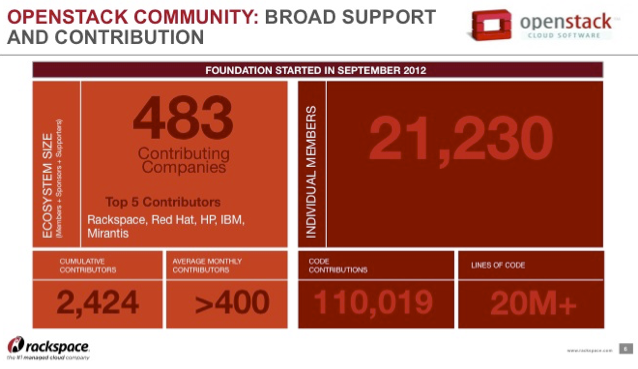 OPENSTACK COMMUNITY: BROAD SUPPORT
AND CONTRIBUTION
openstack™
CLOUD SOFTWARE
FOUNDATION STARTED IN SEPTEMBER 2012
ECOSYSTEM SIZE
(Members + Sponsors + Supporters)
483
Contributing
Companies
Top 5 Contributors
Rackspace, Red Hat, HP, IBM,
Mirantis
INDIVIDUAL MEMBERS
21,230
CUMULATIVE
CONTRIBUTORS
2,424
AVERAGE MONTHLY
CONTRIBUTORS
>400
CODE
CONTRIBUTIONS
110,019
LINES OF CODE
20M+
rackspace
the #1 managed cloud company
www.rackspace.com
6